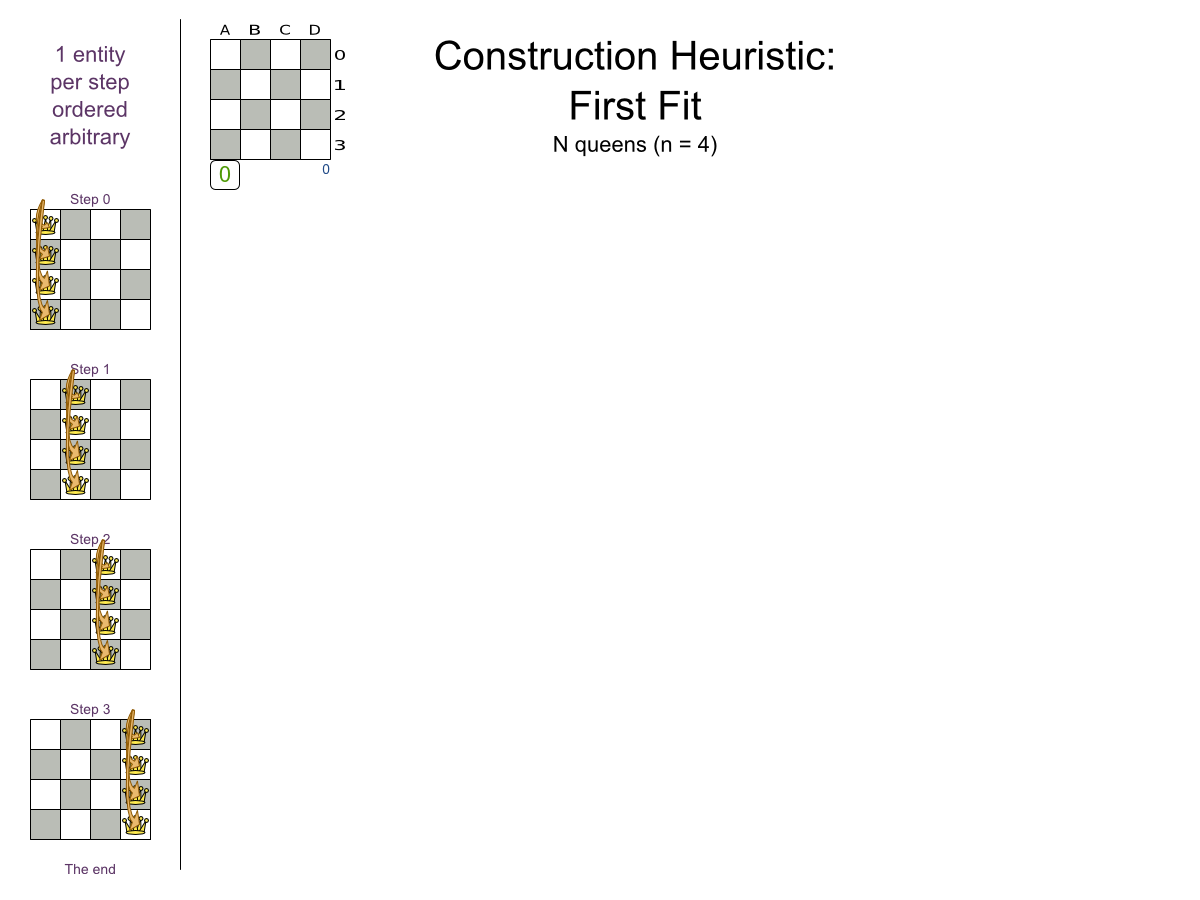 1 entity
per step
ordered
arbitrary
Step 0
Step 1
Step 2
Step 3
The end
A B C D
0
1
2
3
0
0
Construction Heuristic:
First Fit
N queens (n = 4)